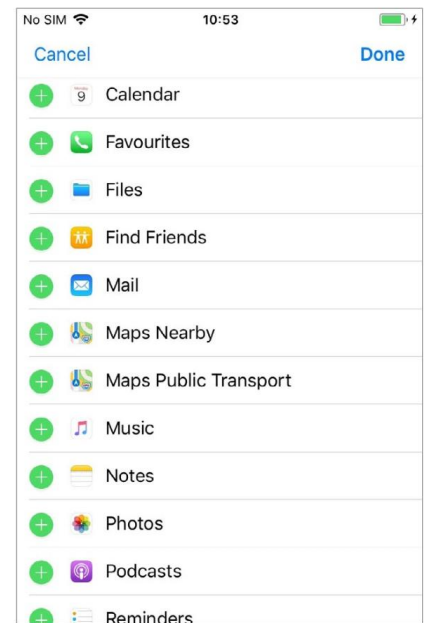 No SIM 10:53
Cancel Done
9 Calendar
Favourites
Files
Find Friends
Mail
Maps Nearby
Maps Public Transport
Music
Notes
Photos
Podcasts
Reminders